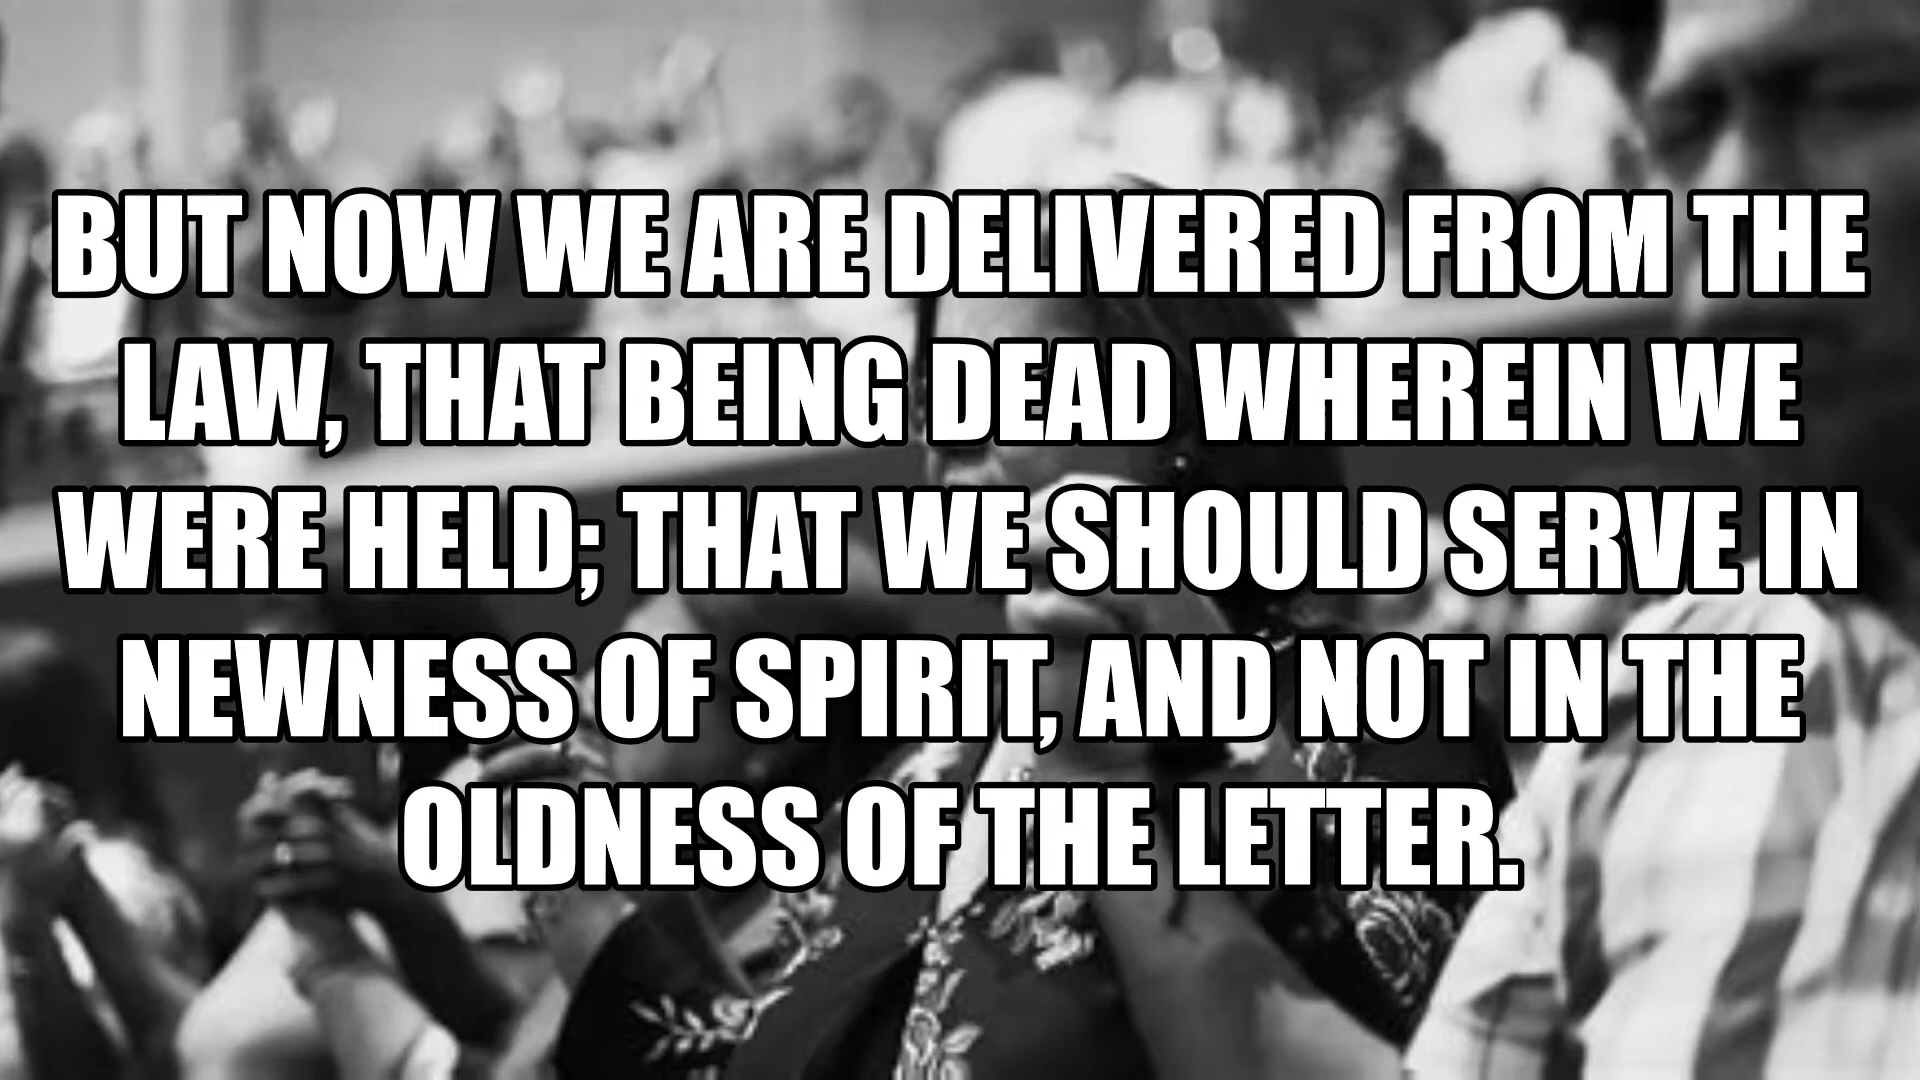 BUT NOW WE ARE DELIVERED FROM THE
LAW, THAT BEING DEAD WHEREIN WE
WERE HELD; THAT WE SHOULD SERVE IN
NEWNESS OF SPIRIT, AND NOT IN THE
OLDNESS OF THE LETTER.